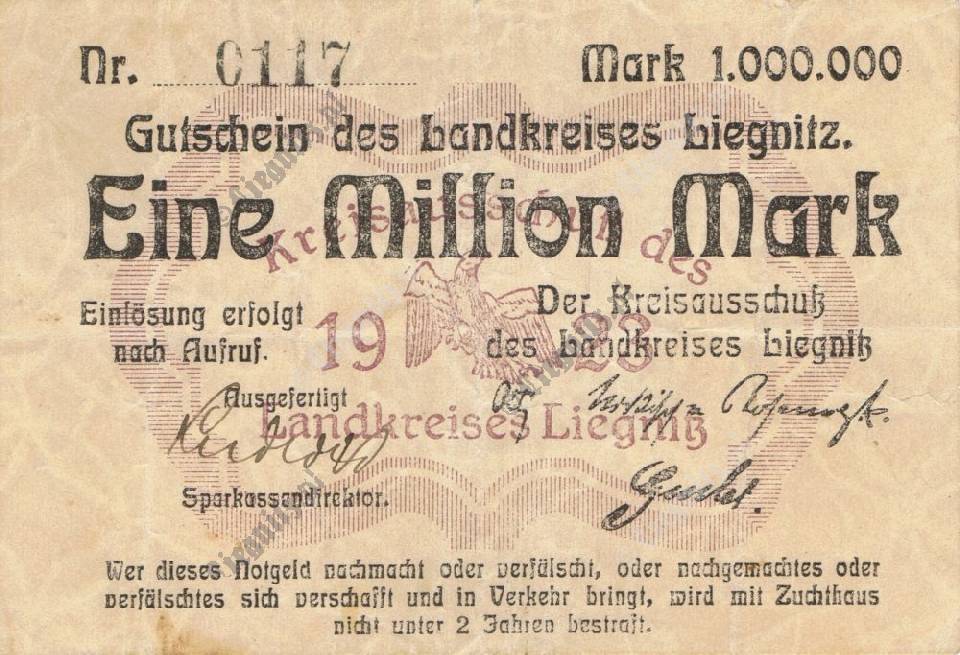 Nr. 0117 Mark 1.000.000
Gutschein des Landkreises Liegnitz.
Eine Million Mark
Kreisausschuß des
Einlösung erfolgt
nach Aufruf.
Der Kreisausschuß
des Landkreises Liegnitz
1923
Ausgefertigt
Landkreises Liegnitz
Sparkassendirektor.
Wer dieses Notgeld nachmacht oder verfälscht, oder nachgemachtes oder
verfälschtes sich verschafft und in Verkehr bringt, wird mit Zuchthaus
nicht unter 2 Jahren bestraft.